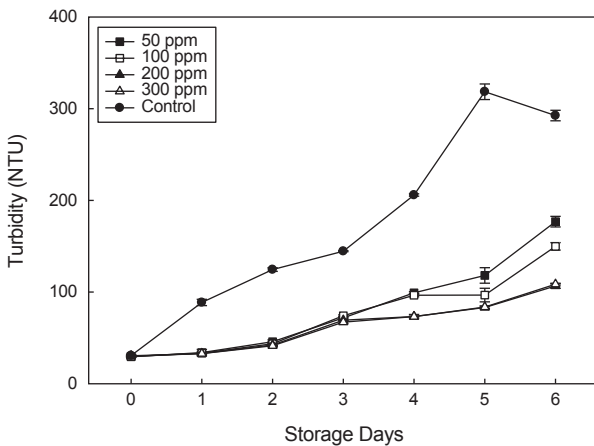 400
300
200
100
0
Turbidity (NTU)
50 ppm
100 ppm
200 ppm
300 ppm
Control
0 1 2 3 4 5 6
Storage Days